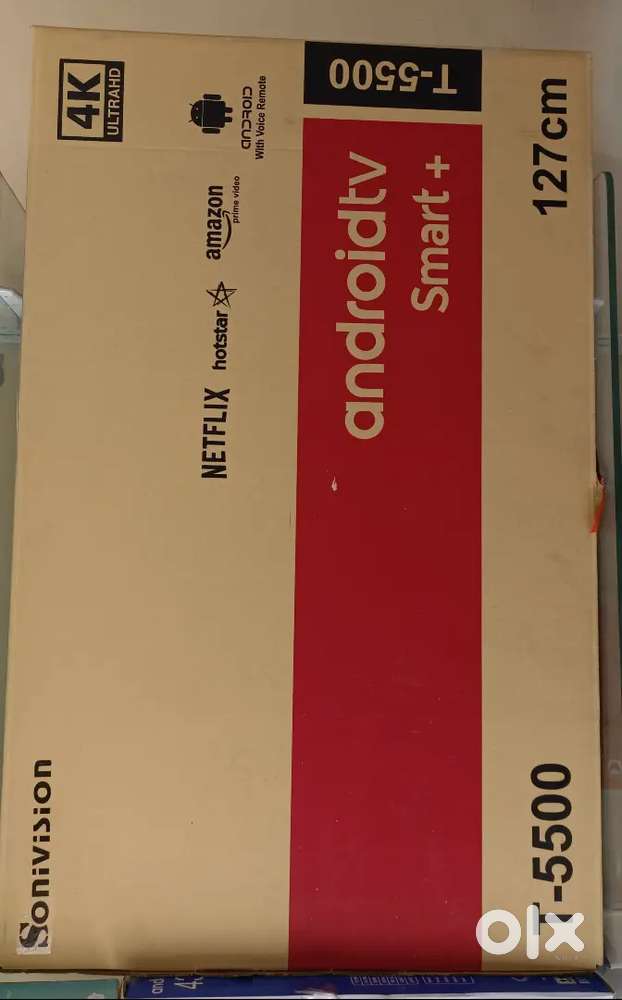 4K
ULTRAHD
ANDROID
With Voice Remote
amazon
prime video
hotstar
NETFLIX
T-5500
androidtv
Smart +
127cm
Sonivision
T-5500
olx